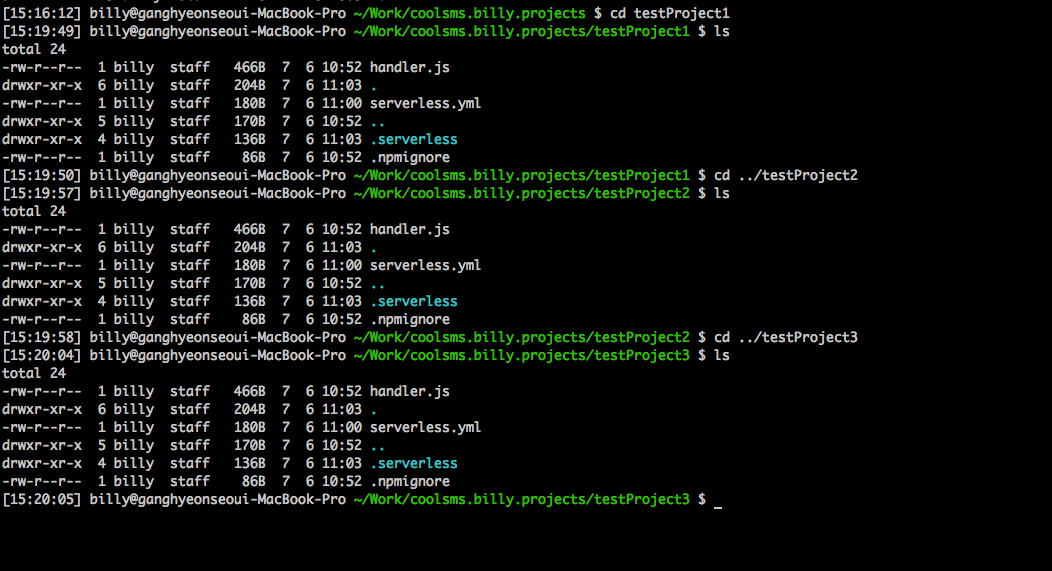 [15:16:12] billy@ganghyeonseoui-MacBook-Pro ~/Work/coolsms.billy.projects $ cd testProject1
[15:19:49] billy@ganghyeonseoui-MacBook-Pro ~/Work/coolsms.billy.projects/testProject1 $ ls
total 24
-rw-r--r--  1 billy  staff   466B  7  6 10:52 handler.js
drwxr-xr-x  6 billy  staff   204B  7  6 11:03 .
-rw-r--r--  1 billy  staff   180B  7  6 11:00 serverless.yml
drwxr-xr-x  5 billy  staff   170B  7  6 10:52 ..
drwxr-xr-x  4 billy  staff   136B  7  6 11:03 .serverless
-rw-r--r--  1 billy  staff    86B  7  6 10:52 .npmignore
[15:19:50] billy@ganghyeonseoui-MacBook-Pro ~/Work/coolsms.billy.projects/testProject1 $ cd ../testProject2
[15:19:57] billy@ganghyeonseoui-MacBook-Pro ~/Work/coolsms.billy.projects/testProject2 $ ls
total 24
-rw-r--r--  1 billy  staff   466B  7  6 10:52 handler.js
drwxr-xr-x  6 billy  staff   204B  7  6 11:03 .
-rw-r--r--  1 billy  staff   180B  7  6 11:00 serverless.yml
drwxr-xr-x  5 billy  staff   170B  7  6 10:52 ..
drwxr-xr-x  4 billy  staff   136B  7  6 11:03 .serverless
-rw-r--r--  1 billy  staff    86B  7  6 10:52 .npmignore
[15:19:58] billy@ganghyeonseoui-MacBook-Pro ~/Work/coolsms.billy.projects/testProject2 $ cd ../testProject3
[15:20:04] billy@ganghyeonseoui-MacBook-Pro ~/Work/coolsms.billy.projects/testProject3 $ ls
total 24
-rw-r--r--  1 billy  staff   466B  7  6 10:52 handler.js
drwxr-xr-x  6 billy  staff   204B  7  6 11:03 .
-rw-r--r--  1 billy  staff   180B  7  6 11:00 serverless.yml
drwxr-xr-x  5 billy  staff   170B  7  6 10:52 ..
drwxr-xr-x  4 billy  staff   136B  7  6 11:03 .serverless
-rw-r--r--  1 billy  staff    86B  7  6 10:52 .npmignore
[15:20:05] billy@ganghyeonseoui-MacBook-Pro ~/Work/coolsms.billy.projects/testProject3 $ _